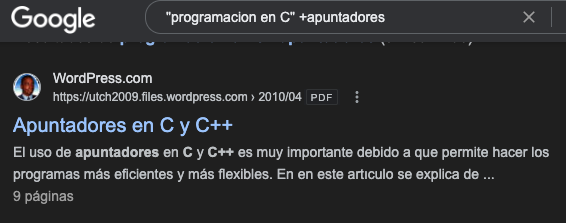 Google "programacion en C" +apuntadores
WordPress.com
https://utch2009.files.wordpress.com › 2010/04 PDF
Apuntadores en C y C++
El uso de apuntadores en C y C++ es muy importante debido a que permite hacer los
programas más eficientes y más flexibles. En en este artıculo se explica de ...
9 páginas